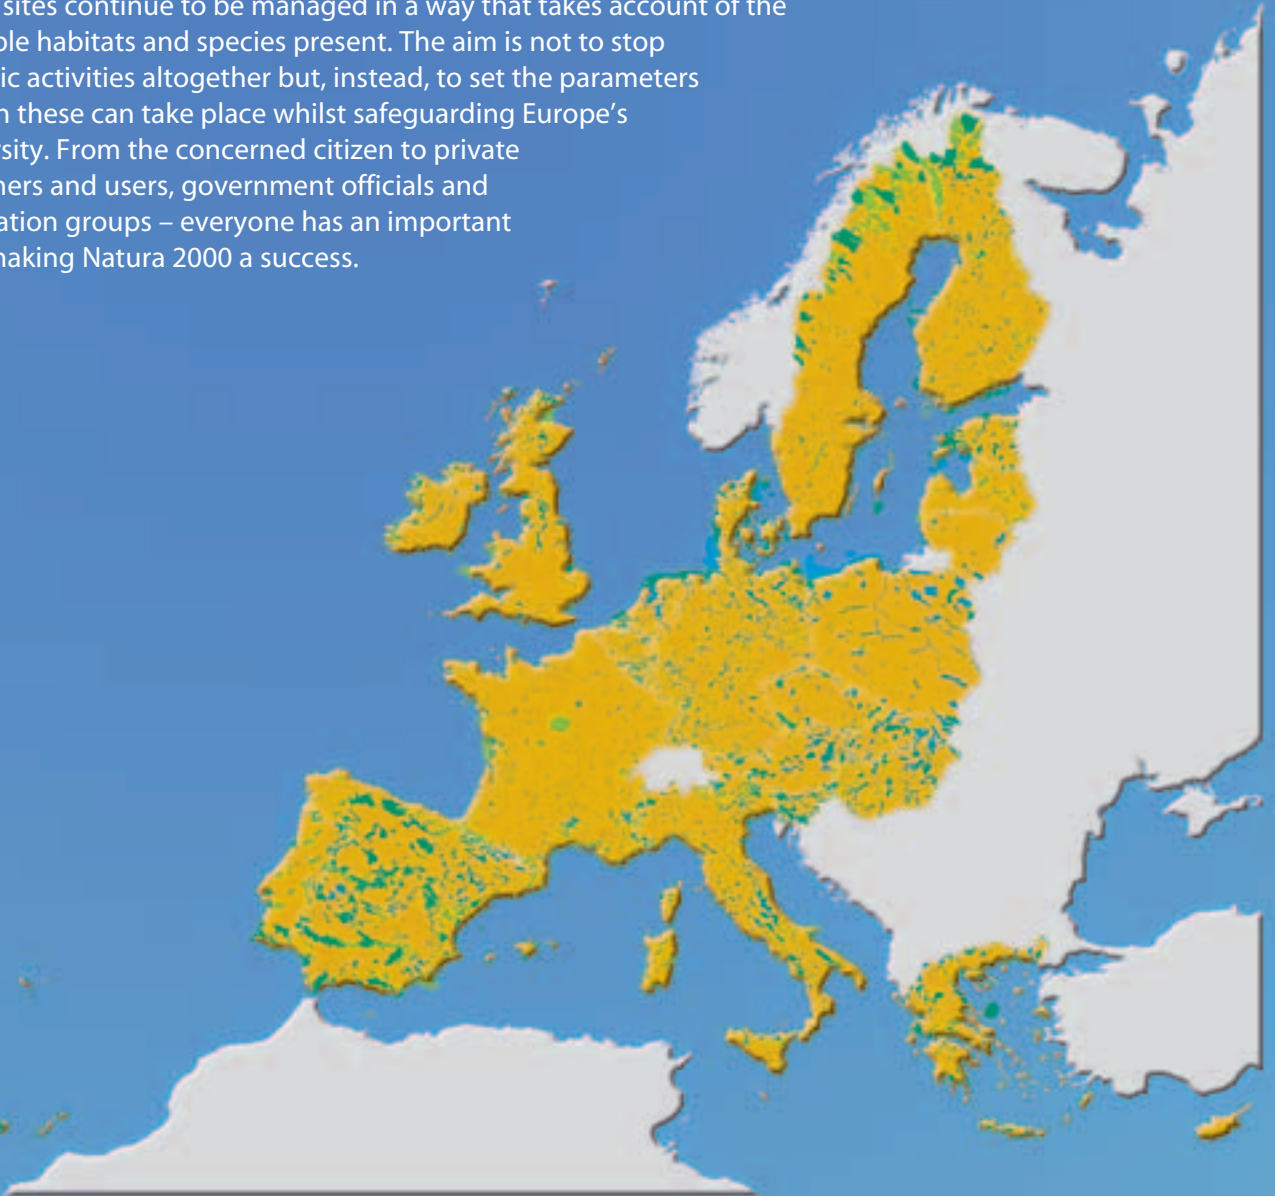 sites continue to be managed in a way that takes account of the
ble habitats and species present. The aim is not to stop
ic activities altogether but, instead, to set the parameters
n these can take place whilst safeguarding Europe’s
rsity. From the concerned citizen to private
ners and users, government officials and
ation groups – everyone has an important
making Natura 2000 a success.